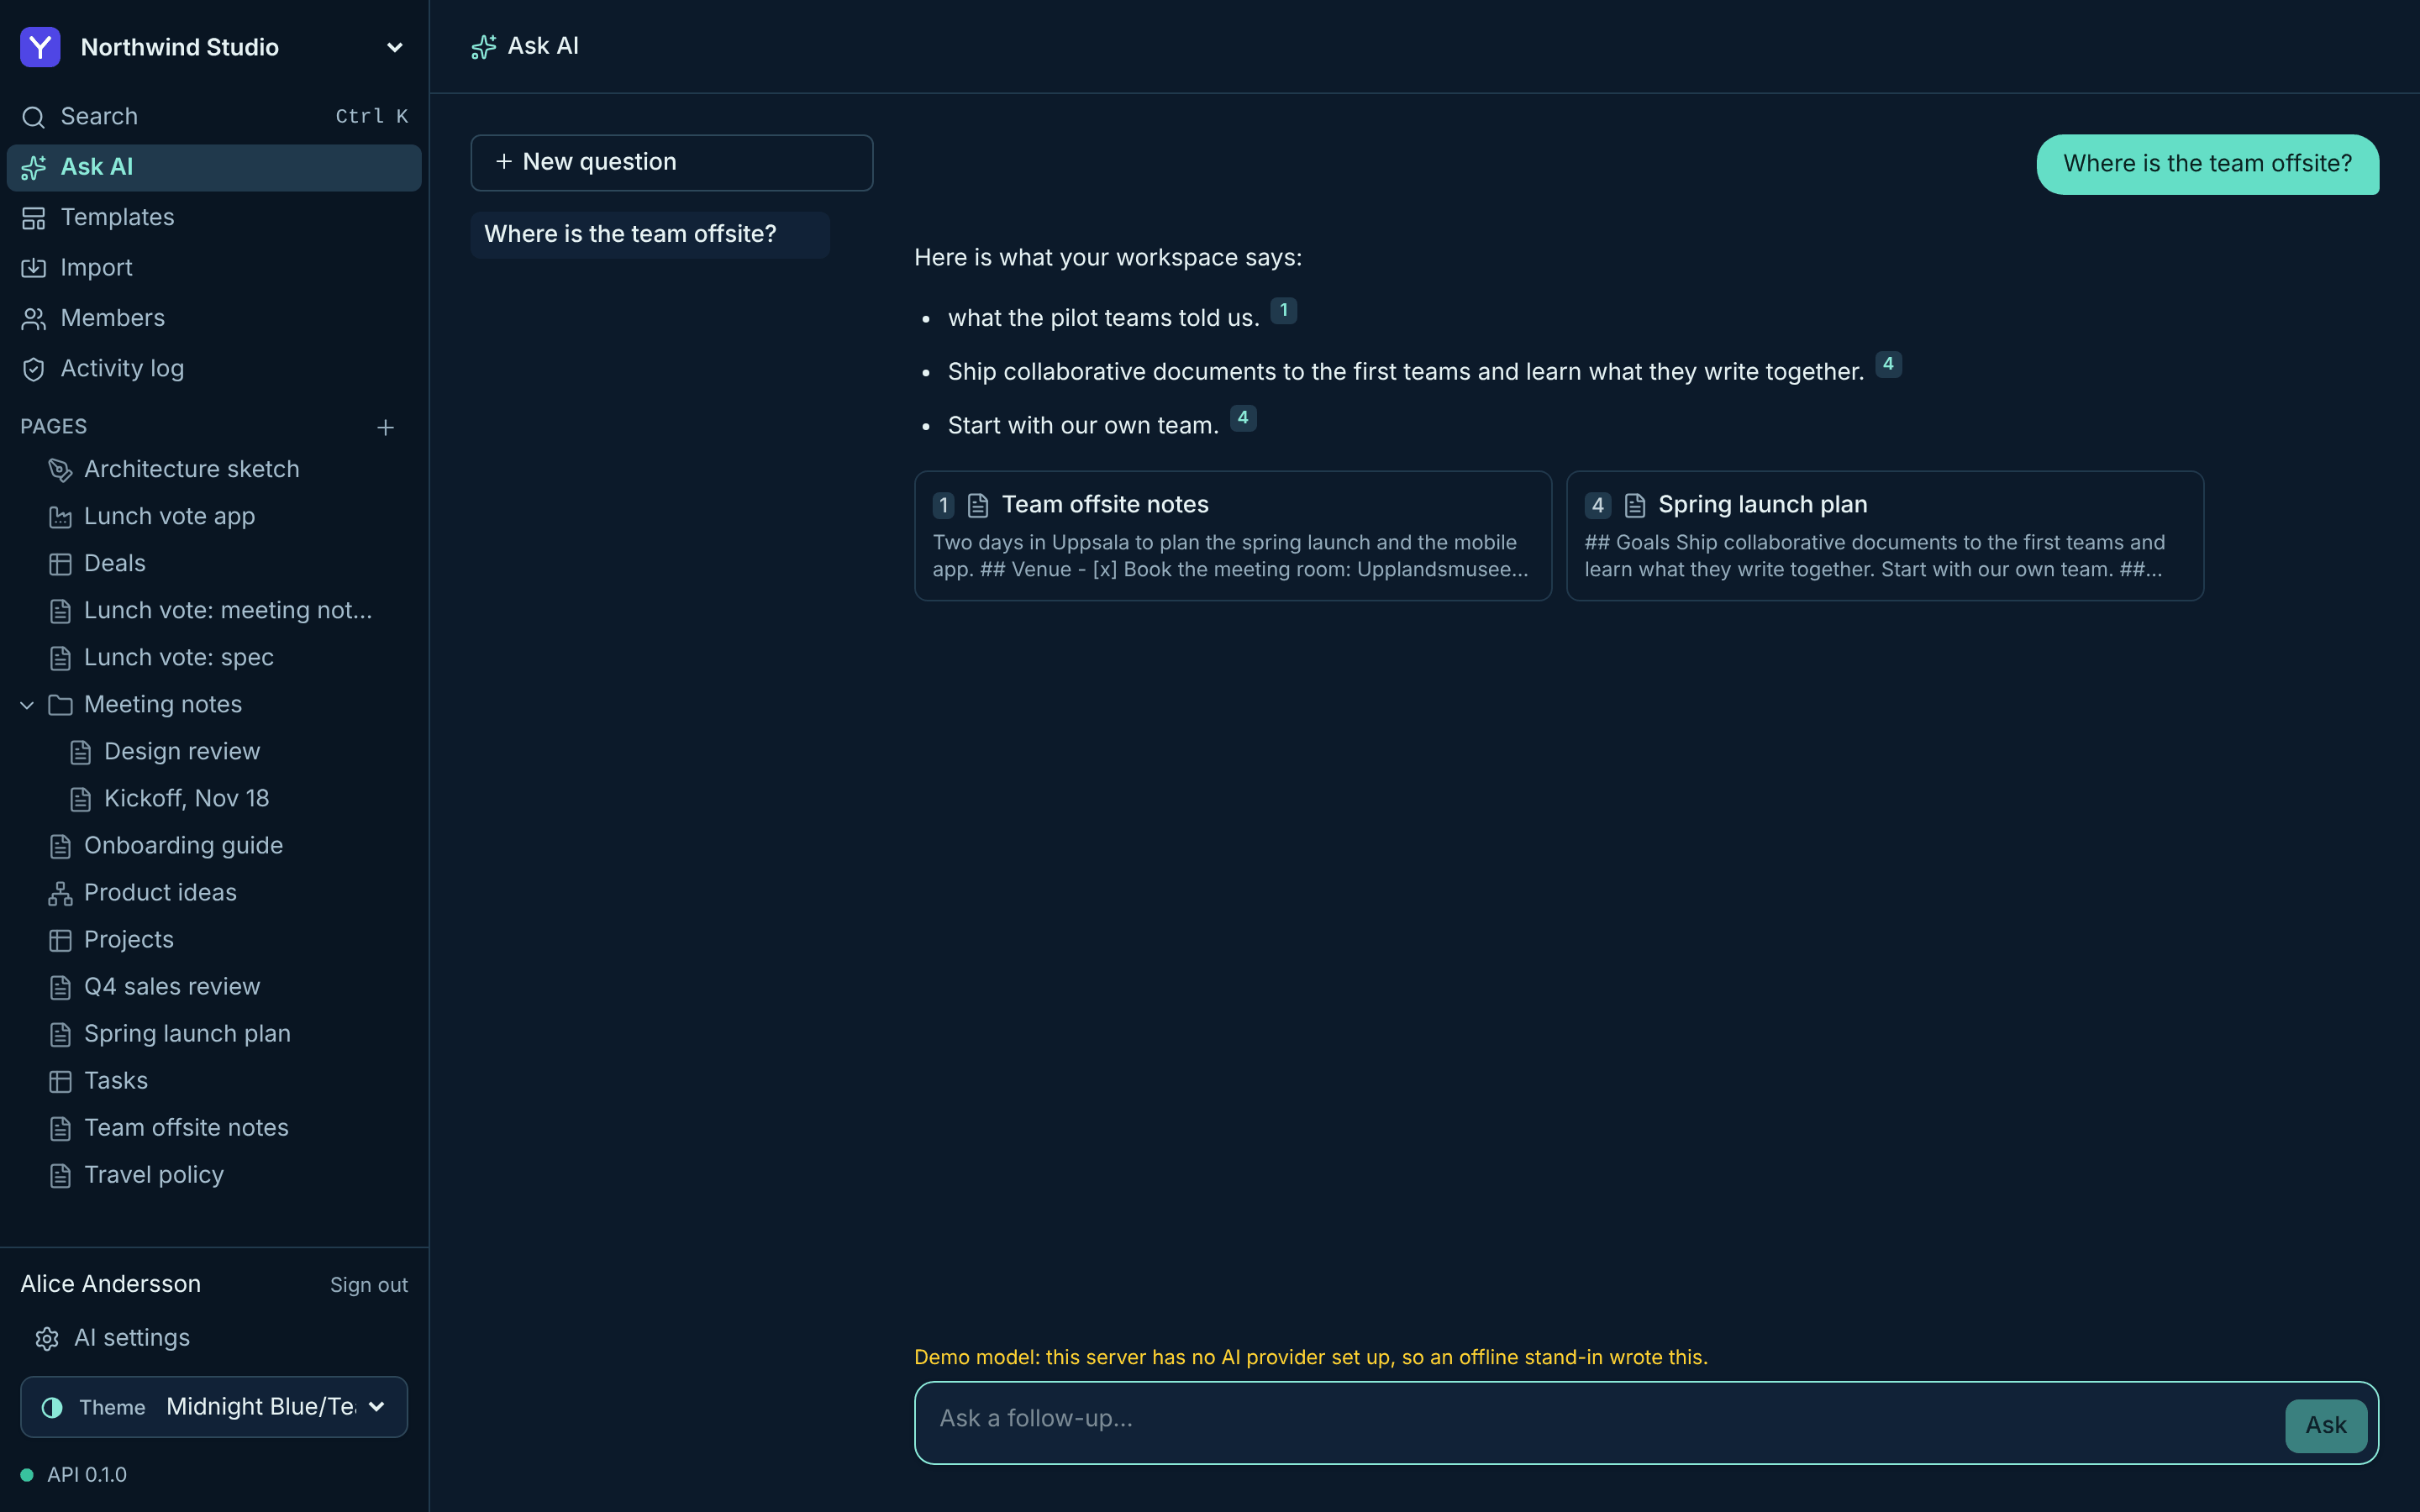 Northwind Studio
Search Ctrl K
Ask AI
Templates
Import
Members
Activity log
PAGES
Architecture sketch
Lunch vote app
Deals
Lunch vote: meeting not...
Lunch vote: spec
Meeting notes
Design review
Kickoff, Nov 18
Onboarding guide
Product ideas
Projects
Q4 sales review
Spring launch plan
Tasks
Team offsite notes
Travel policy
Alice Andersson Sign out
AI settings
Theme Midnight Blue/Tea
API 0.1.0
Ask AI
+ New question
Where is the team offsite?
Where is the team offsite?
Here is what your workspace says:
• what the pilot teams told us. 1
• Ship collaborative documents to the first teams and learn what they write together. 4
• Start with our own team. 4
1 Team offsite notes
Two days in Uppsala to plan the spring launch and the mobile
app. ## Venue - [x] Book the meeting room: Upplandsmusee...
4 Spring launch plan
## Goals Ship collaborative documents to the first teams and
learn what they write together. Start with our own team. ##...
Demo model: this server has no AI provider set up, so an offline stand-in wrote this.
Ask a follow-up...
Ask